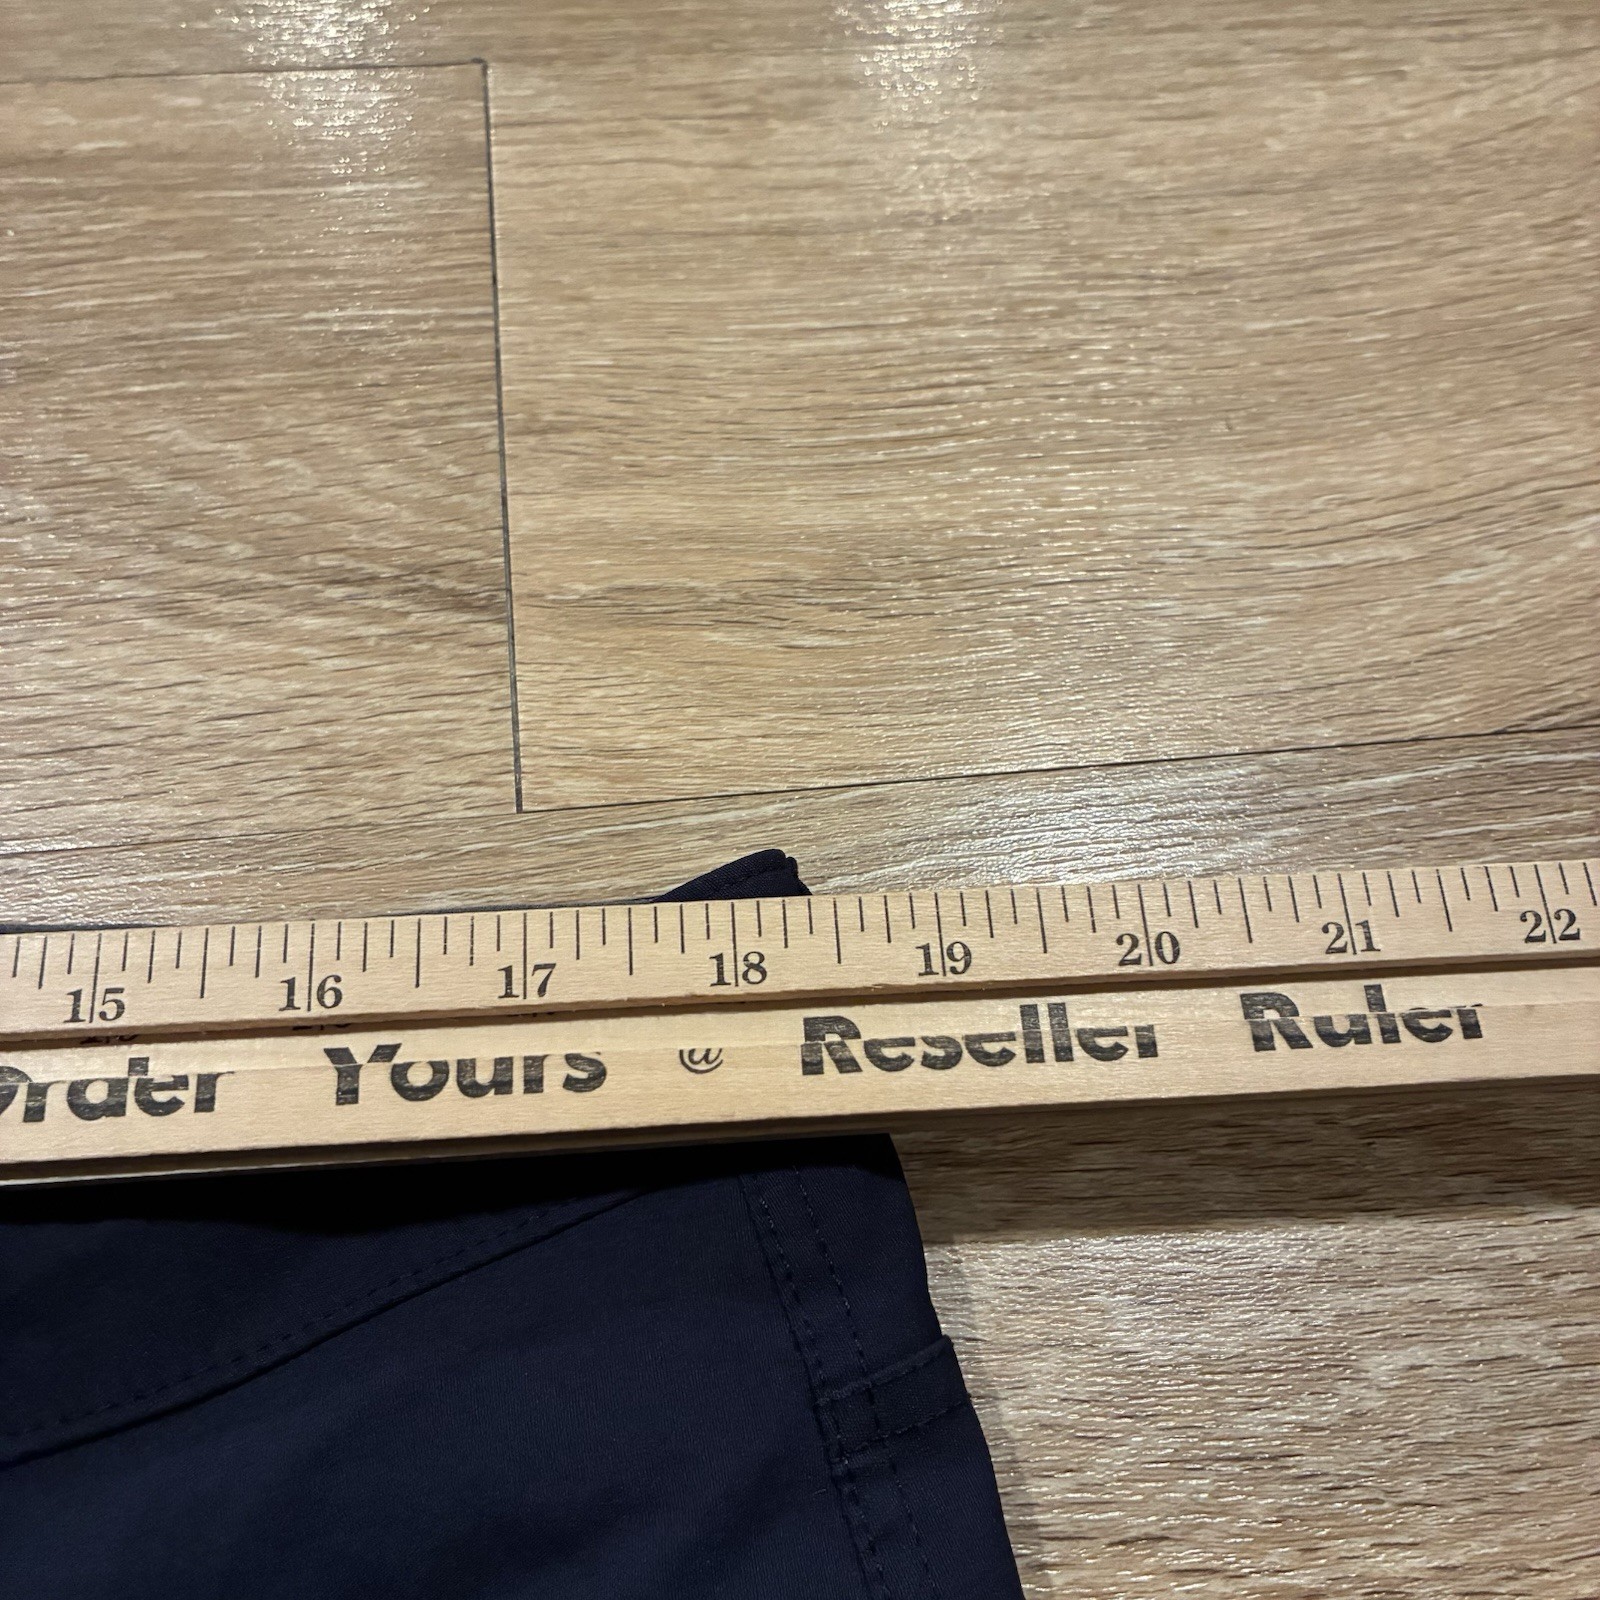 15 16 17 18 19 20 21 22
Order Yours @ Reseller Ruler